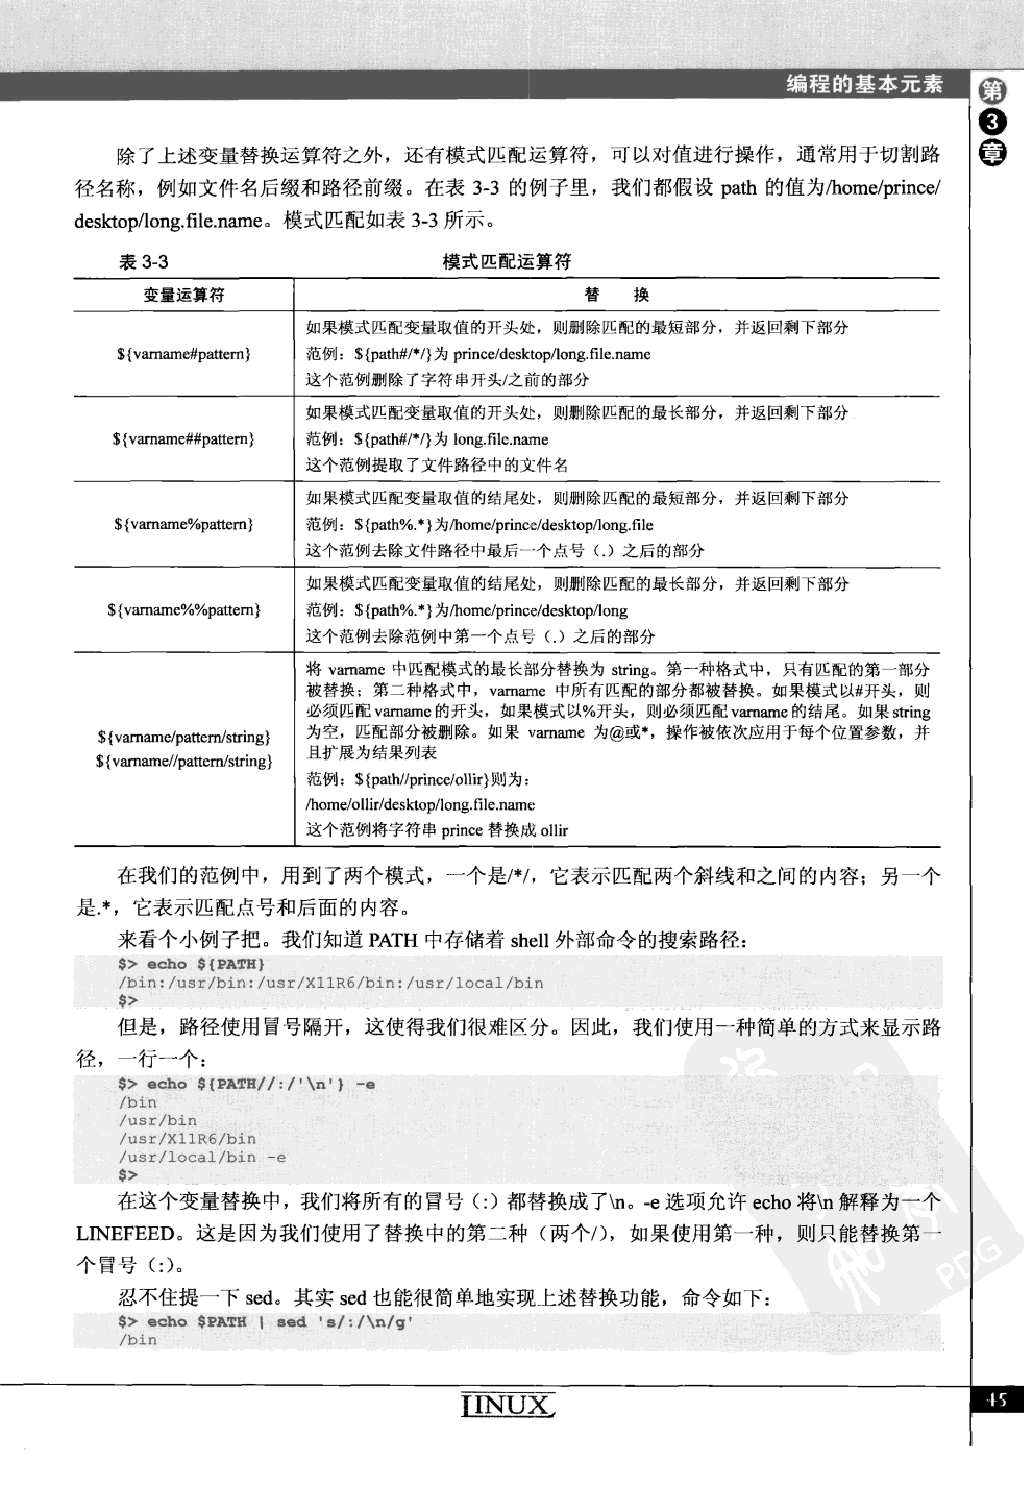 编程的基本元素
第
3
章
除了上述变量替换运算符之外，还有模式匹配运算符，可以对值进行操作，通常用于切割路
径名称，例如文件名后缀和路径前缀。在表 3-3 的例子里，我们都假设 path 的值为/home/prince/
desktop/long.file.name。模式匹配如表 3-3 所示。
表 3-3 模式匹配运算符
变量运算符 替 换
${varname#pattern}
如果模式匹配变量取值的开头处，则删除匹配的最短部分，并返回剩下部分
范例：${path#/*/}为 prince/desktop/long.file.name
这个范例删除了字符串开头/之前的部分
${varname##pattern}
如果模式匹配变量取值的开头处，则删除匹配的最长部分，并返回剩下部分
范例：${path#/*/}为 long.file.name
这个范例提取了文件路径中的文件名
${varname%pattern}
如果模式匹配变量取值的结尾处，则删除匹配的最短部分，并返回剩下部分
范例：${path%.*}为/home/prince/desktop/long.file
这个范例去除文件路径中最后一个点号（.）之后的部分
${varname%%pattern}
如果模式匹配变量取值的结尾处，则删除匹配的最长部分，并返回剩下部分
范例：${path%.*}为/home/prince/desktop/long
这个范例去除范例中第一个点号（.）之后的部分
${varname/pattern/string}
${varname//pattern/string}
将 varname 中匹配模式的最长部分替换为 string。第一种格式中，只有匹配的第一部分
被替换；第二种格式中，varname 中所有匹配的部分都被替换。如果模式以#开头，则
必须匹配 varname 的开头，如果模式以%开头，则必须匹配 varname 的结尾。如果 string
为空，匹配部分被删除。如果 varname 为@或*，操作被依次应用于每个位置参数，并
且扩展为结果列表
范例：${path//prince/ollir}则为：
/home/ollir/desktop/long.file.name
这个范例将字符串 prince 替换成 ollir
在我们的范例中，用到了两个模式，一个是/*/，它表示匹配两个斜线和之间的内容；另一个
是.*，它表示匹配点号和后面的内容。
来看个小例子把。我们知道 PATH 中存储着 shell 外部命令的搜索路径：
$> echo ${PATH}
/bin:/usr/bin:/usr/X11R6/bin:/usr/local/bin
$>
但是，路径使用冒号隔开，这使得我们很难区分。因此，我们使用一种简单的方式来显示路
径，一行一个：
$> echo ${PATH//:/'\n'} -e
/bin
/usr/bin
/usr/X11R6/bin
/usr/local/bin -e
$>
在这个变量替换中，我们将所有的冒号（:）都替换成了\n。-e 选项允许 echo 将\n 解释为一个
LINEFEED。这是因为我们使用了替换中的第二种（两个/），如果使用第一种，则只能替换第一
个冒号（:）。
忍不住提一下 sed。其实 sed 也能很简单地实现上述替换功能，命令如下：
$> echo $PATH | sed 's/:/\n/g'
/bin
LINUX
45
PDG